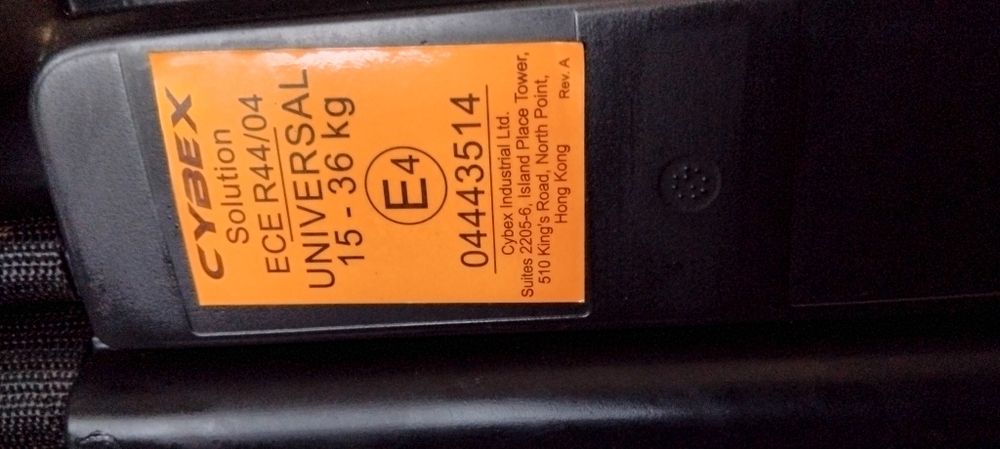 CYBEX
Solution
ECE R44/04
UNIVERSAL
15 - 36 kg
E4
04443514
Cybex Industrial Ltd.
Suites 2205-6, Island Place Tower,
510 King's Road, North Point,
Hong Kong Rev. A